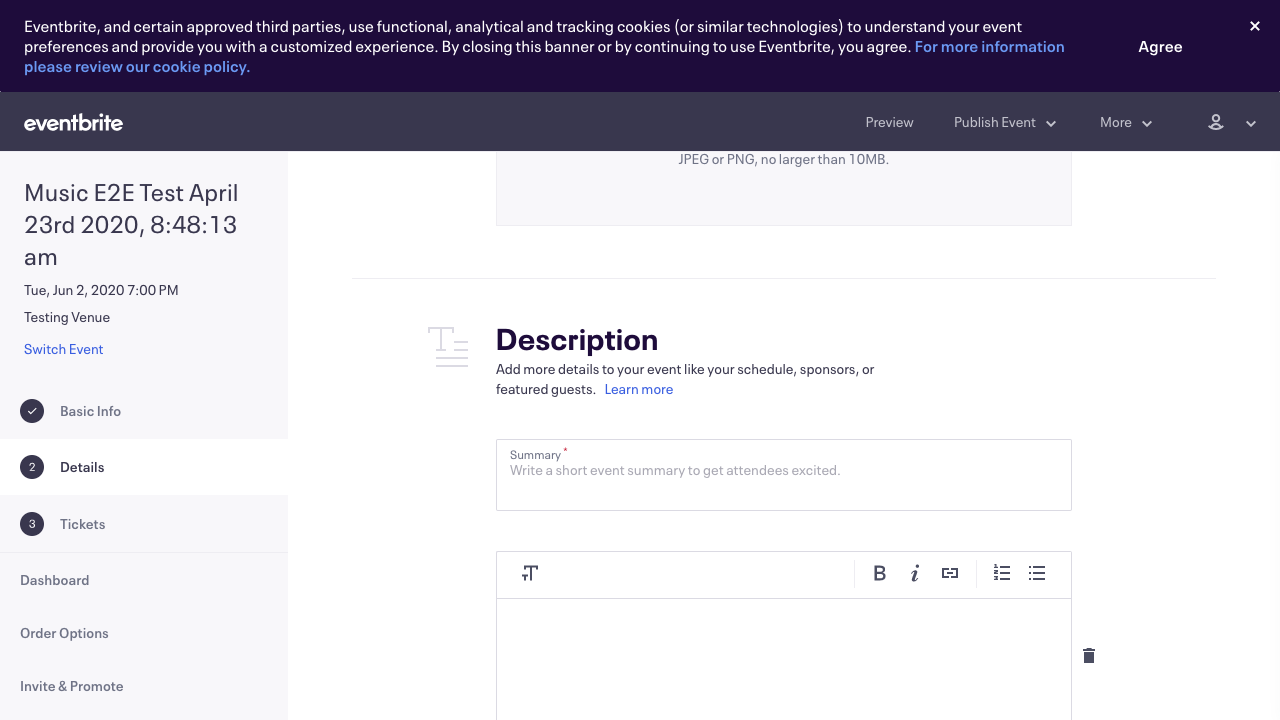 Eventbrite, and certain approved third parties, use functional, analytical and tracking cookies (or similar technologies) to understand your event
preferences and provide you with a customized experience. By closing this banner or by continuing to use Eventbrite, you agree. For more information
please review our cookie policy.
Agree
eventbrite
Preview
Publish Event
More
Music E2E Test April
23rd 2020, 8:48:13
am
Tue, Jun 2, 2020 7:00 PM
Testing Venue
Switch Event
Basic Info
2 Details
3 Tickets
Dashboard
Order Options
Invite & Promote
JPEG or PNG, no larger than 10MB.
Description
Add more details to your event like your schedule, sponsors, or
featured guests. Learn more
Summary *
Write a short event summary to get attendees excited.